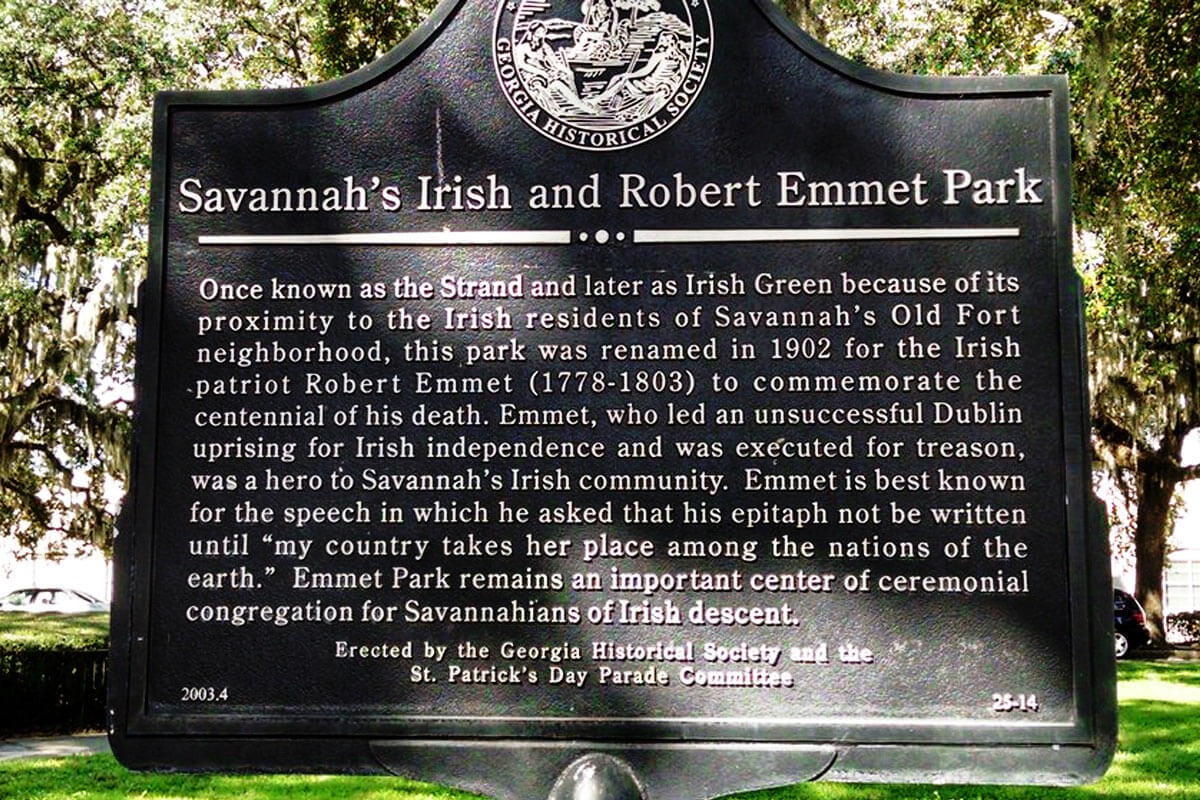 GEORGIA HISTORICAL SOCIETY
Savannah's Irish and Robert Emmet Park
Once known as the Strand and later as Irish Green because of its
proximity to the Irish residents of Savannah's Old Fort
neighborhood, this park was renamed in 1902 for the Irish
patriot Robert Emmet (1778-1803) to commemorate the
centennial of his death. Emmet, who led an unsuccessful Dublin
uprising for Irish independence and was executed for treason,
was a hero to Savannah's Irish community. Emmet is best known
for the speech in which he asked that his epitaph not be written
until “my country takes her place among the nations of the
earth.” Emmet Park remains an important center of ceremonial
congregation for Savannahians of Irish descent.
Erected by the Georgia Historical Society and the
St. Patrick's Day Parade Committee
2003.4
25-14